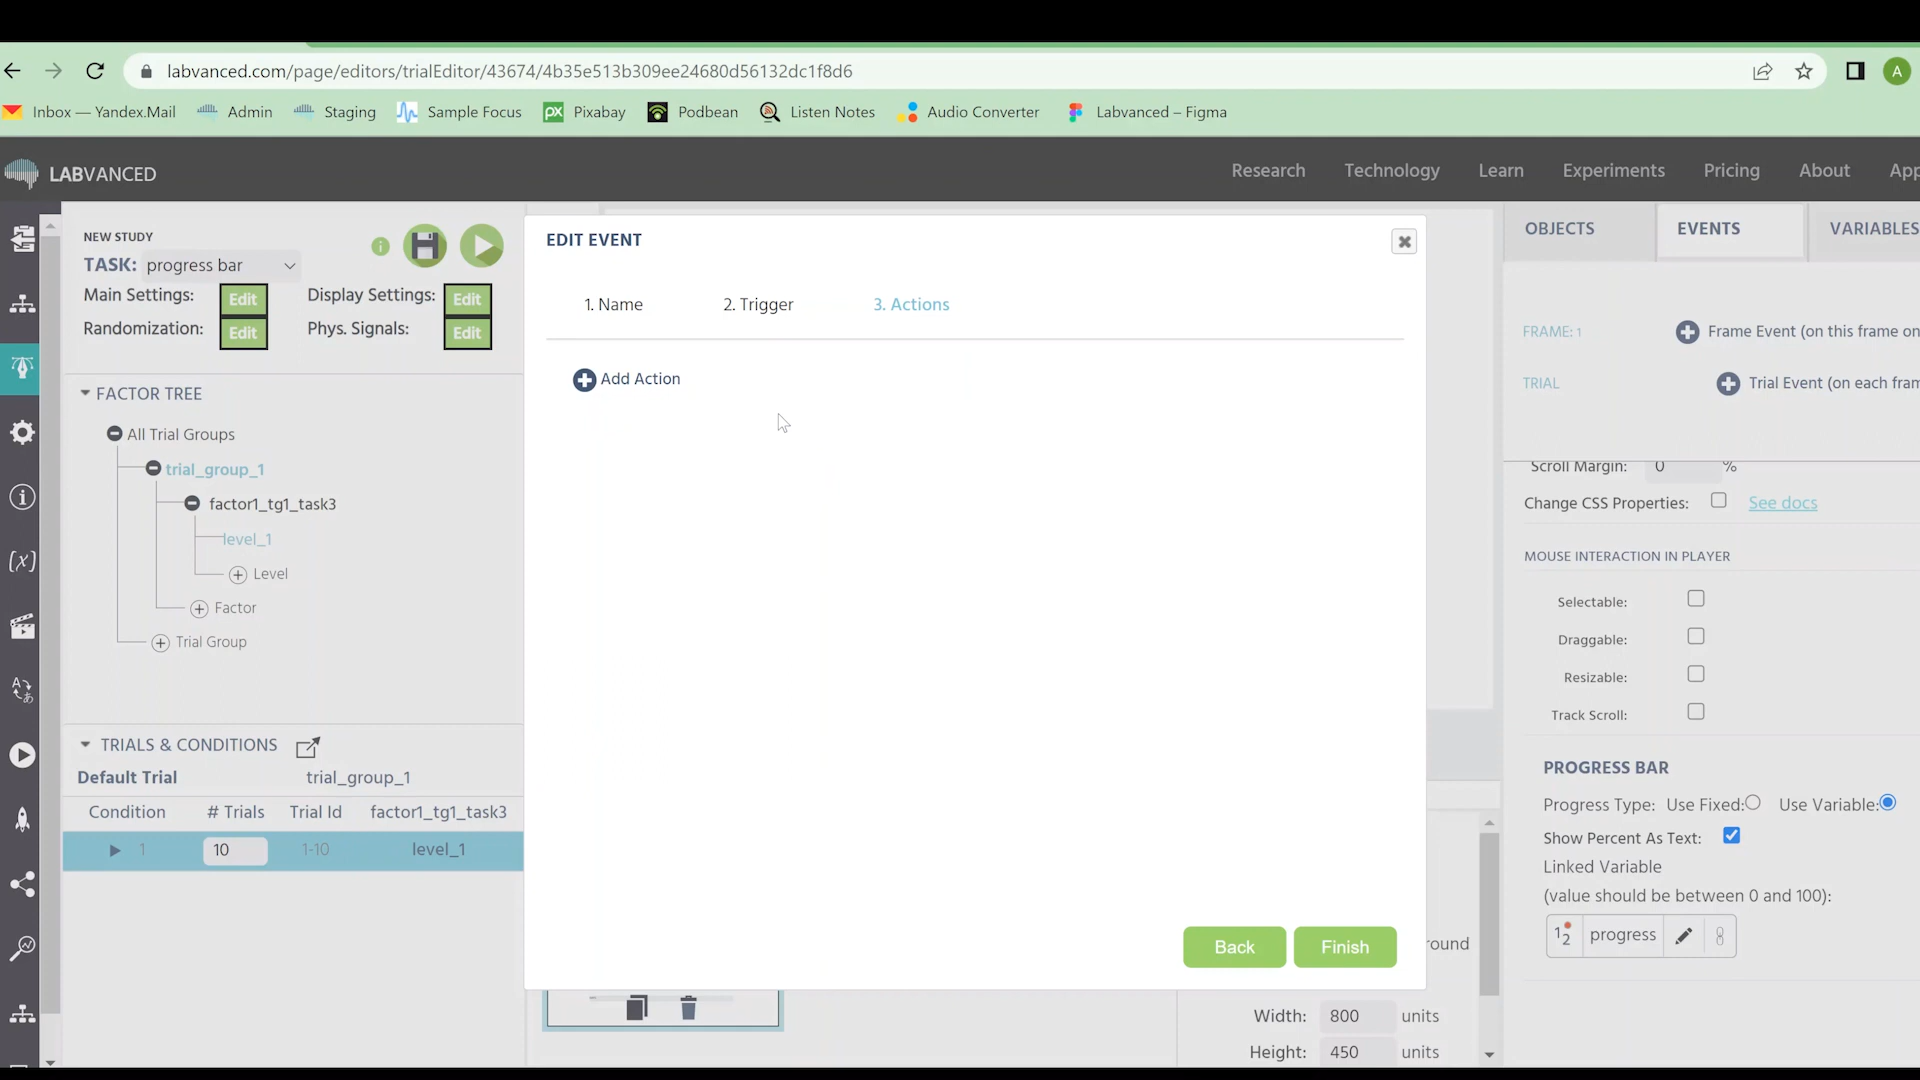 labvanced.com/page/editors/trialEditor/43674/4b35e513b309ee24680d56132dc1f8d6
A
Inbox — Yandex.Mail Admin Staging Sample Focus px Pixabay Podbean Listen Notes Audio Converter Labvanced – Figma
LABVANCED Research Technology Learn Experiments Pricing About App
NEW STUDY
TASK: progress bar
Main Settings: Edit Display Settings: Edit
Randomization: Edit Phys. Signals: Edit
FACTOR TREE
All Trial Groups
trial_group_1
factor1_tg1_task3
level_1
Level
Factor
Trial Group
TRIALS & CONDITIONS
Default Trial trial_group_1
Condition # Trials Trial Id factor1_tg1_task3
1 10 1-10 level_1
EDIT EVENT
1. Name 2. Trigger 3. Actions
Add Action
Back Finish
round
Width: 800 units
Height: 450 units
OBJECTS EVENTS VARIABLES
FRAME: 1 Frame Event (on this frame on
TRIAL Trial Event (on each fram
Scroll Margin: 0 %
Change CSS Properties: See docs
MOUSE INTERACTION IN PLAYER
Selectable:
Draggable:
Resizable:
Track Scroll:
PROGRESS BAR
Progress Type: Use Fixed: Use Variable:
Show Percent As Text:
Linked Variable
(value should be between 0 and 100):
12 progress